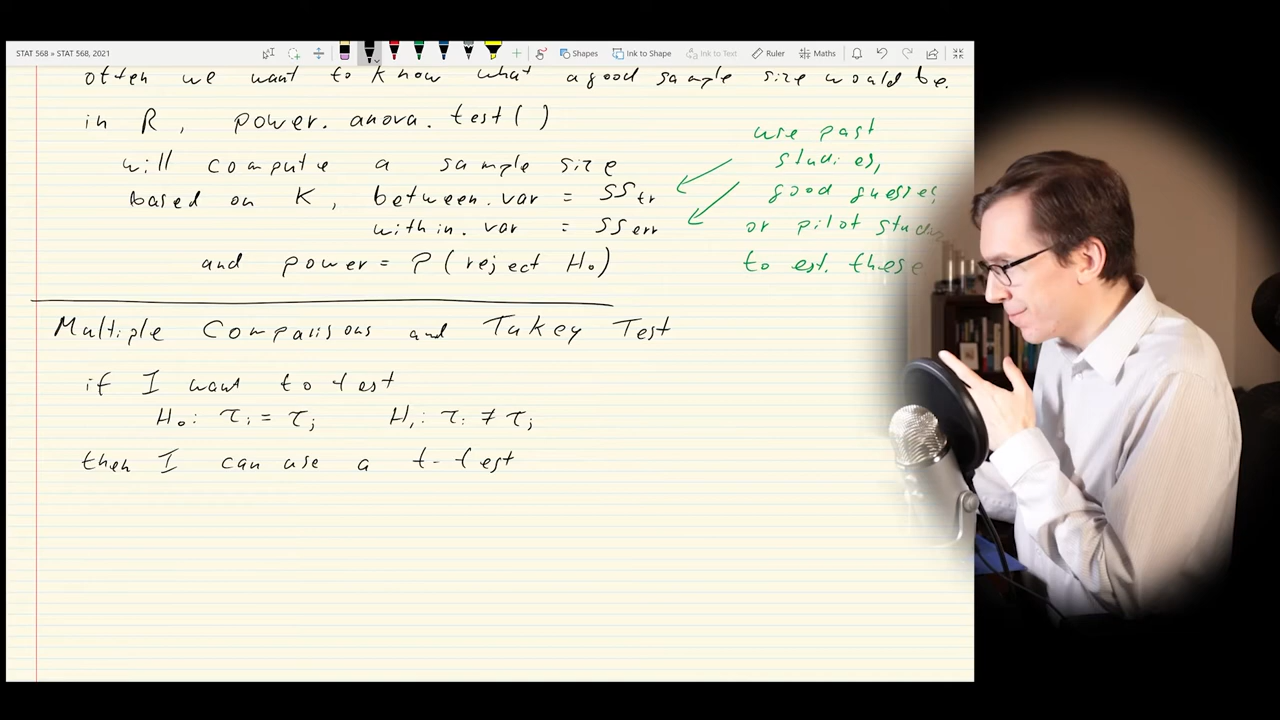 STAT 568 » STAT 568, 2021
Shapes
Ink to Shape
Ink to Text
Ruler
Maths
often we want to know what a good sample size would be.
in R, power.anova.test( )
will compute a sample size
based on K, between.var = SStr
within.var = SSerr
and power = P(reject H₀)
use past
studies,
good guesses,
or pilot
to est. these
Multiple Comparisons and Tukey Test
if I want to test
H₀: τᵢ = τⱼ H₁: τᵢ ≠ τⱼ
then I can use a t-test